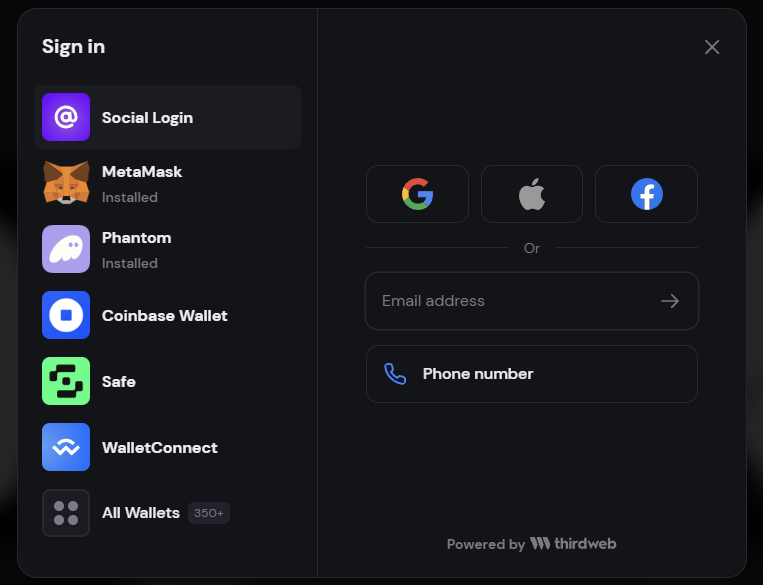 Sign in
Social Login
MetaMask
Installed
Phantom
Installed
Coinbase Wallet
Safe
WalletConnect
All Wallets 350+
Or
Email address
Phone number
Powered by thirdweb